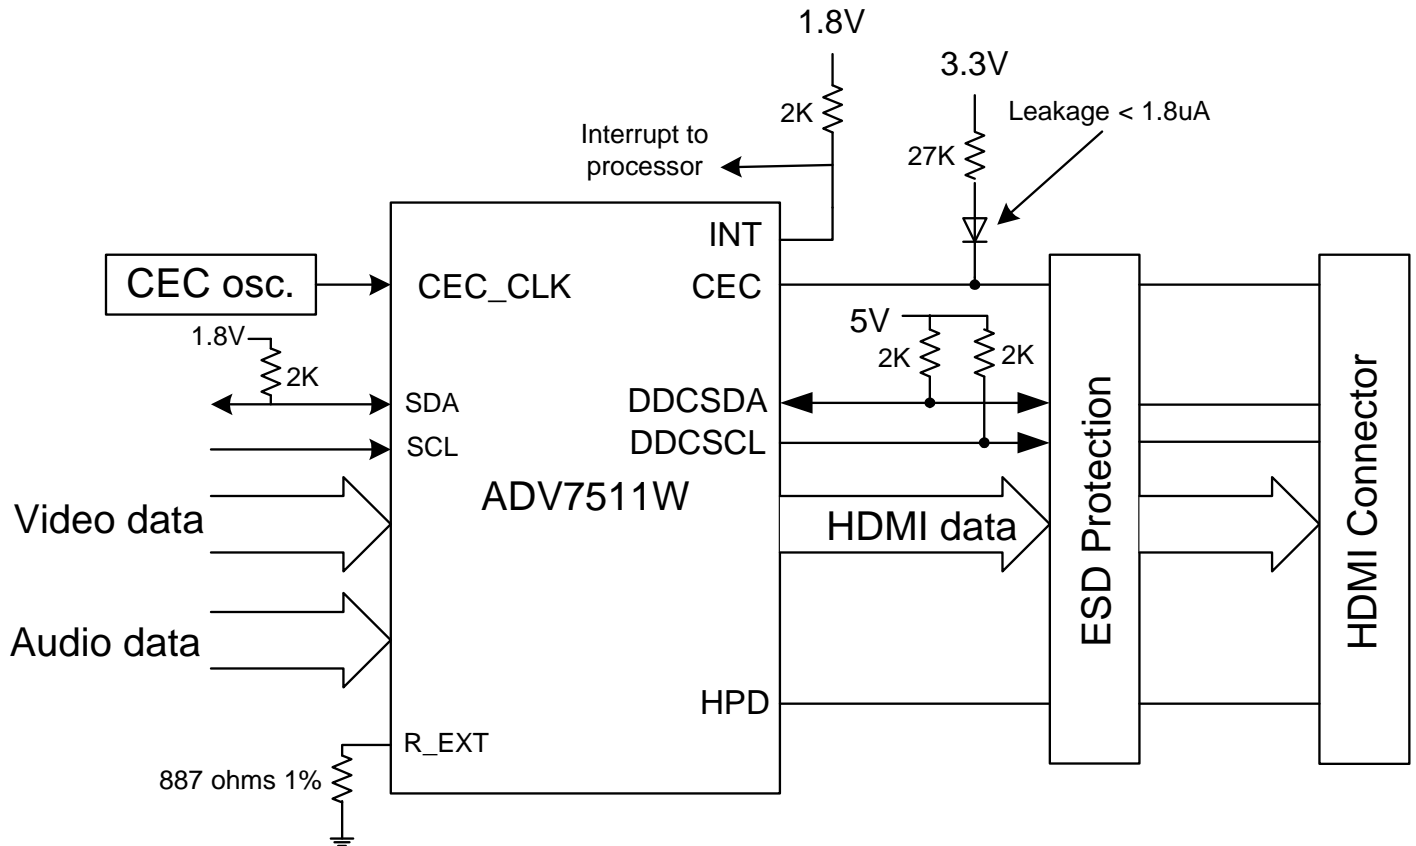 1.8V
3.3V
2K
Leakage < 1.8uA
Interrupt to
processor
27K
INT
CEC osc.
CEC_CLK
CEC
1.8V
5V
2K
2K
2K
SDA
DDCSDA
SCL
DDCSCL
ADV7511W
Video data
HDMI data
ESD Protection
HDMI Connector
Audio data
HPD
R_EXT
887 ohms 1%